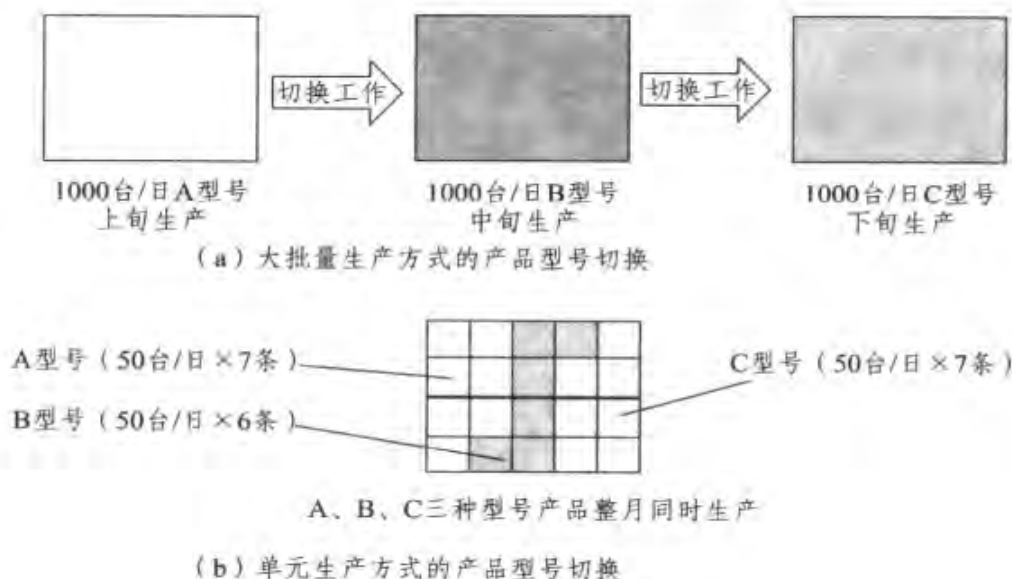 切换工作
切换工作
1000台/日A型号
上旬生产
1000台/日B型号
中旬生产
1000台/日C型号
下旬生产
(a)大批量生产方式的产品型号切换
A型号(50台/日×7条)
C型号(50台/日×7条)
B型号(50台/日×6条)
A、B、C三种型号产品整月同时生产
(b)单元生产方式的产品型号切换